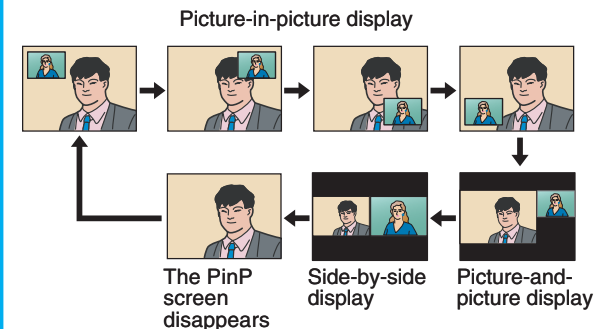 Picture-in-picture display
The PinP
screen
disappears
Side-by-side
display
Picture-and-
picture display